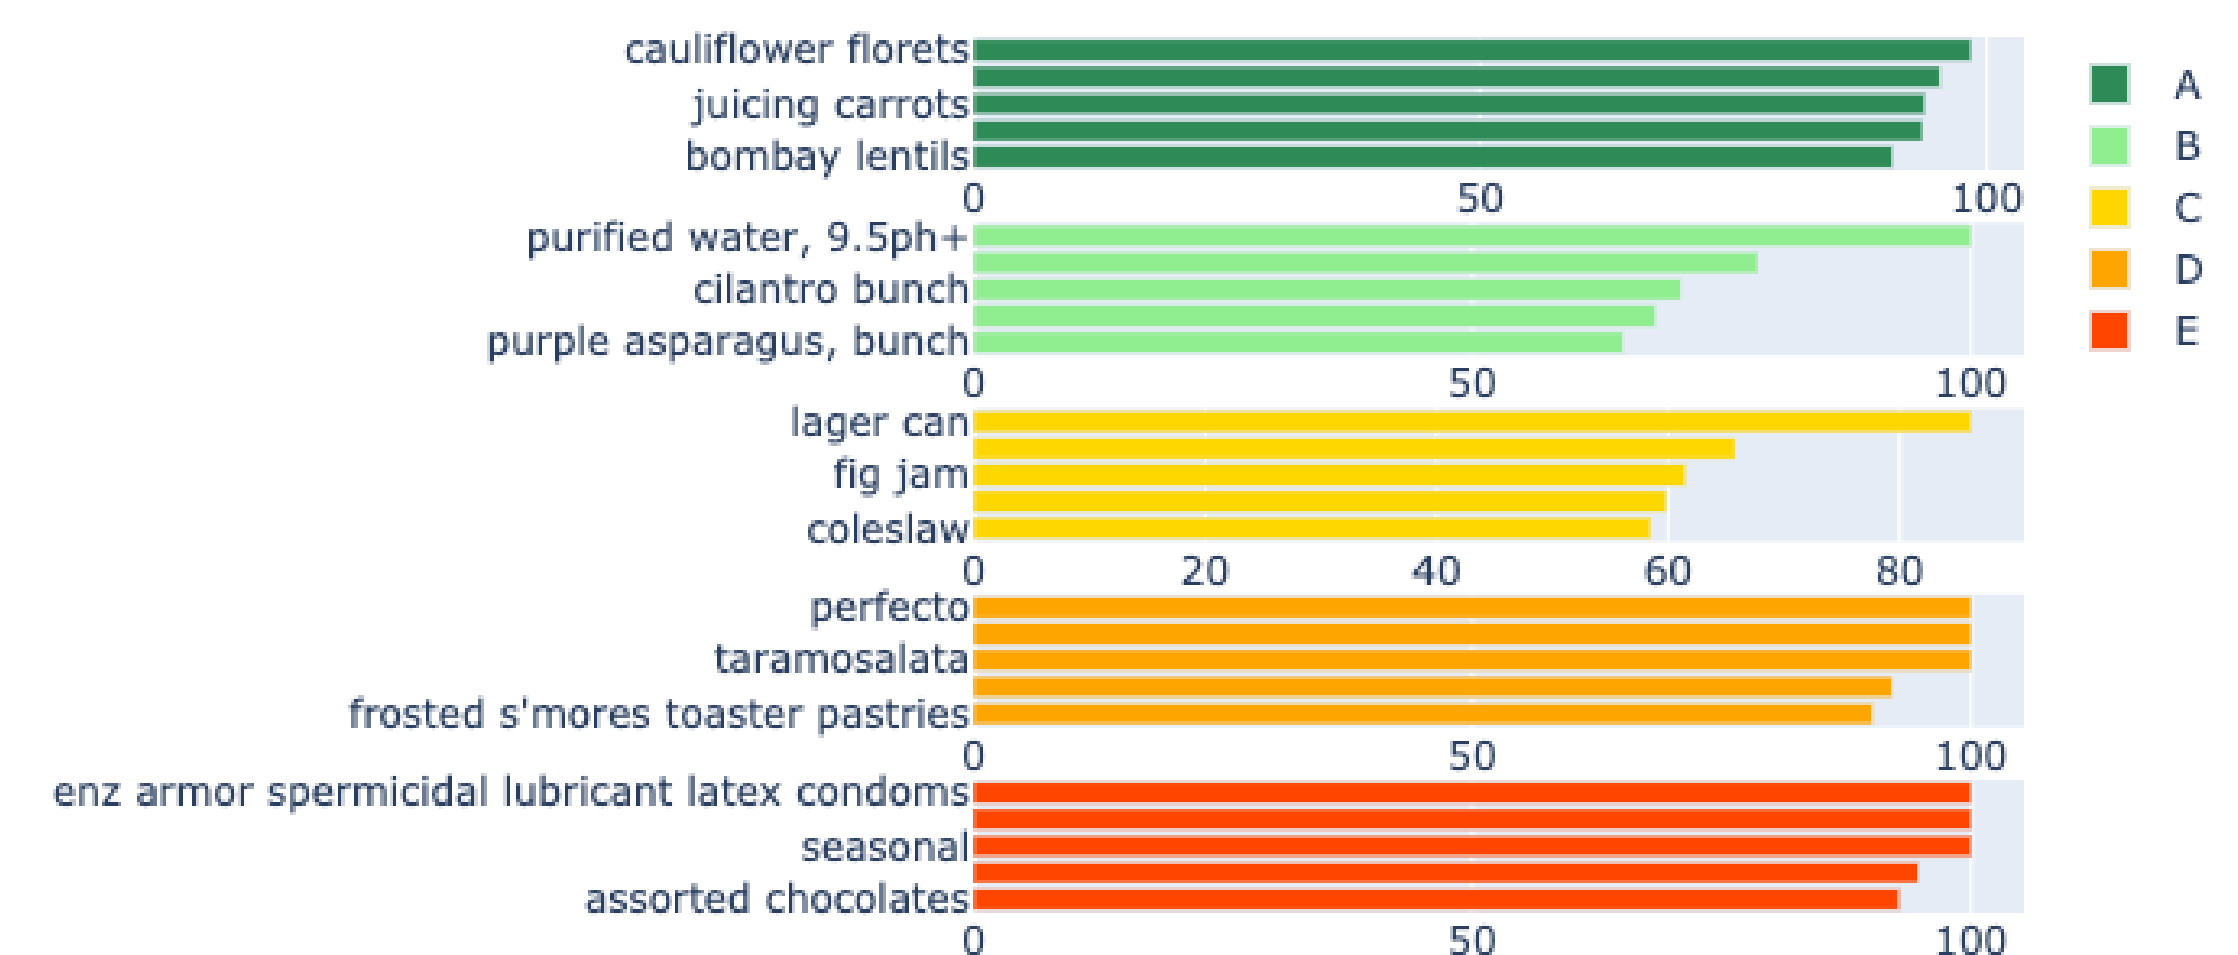 cauliflower florets
juicing carrots
bombay lentils
0 50 100
purified water, 9.5ph+
cilantro bunch
purple asparagus, bunch
0 50 100
lager can
fig jam
coleslaw
0 20 40 60 80
perfecto
taramosalata
frosted s'mores toaster pastries
0 50 100
enz armor spermicidal lubricant latex condoms
seasonal
assorted chocolates
0 50 100
A
B
C
D
E